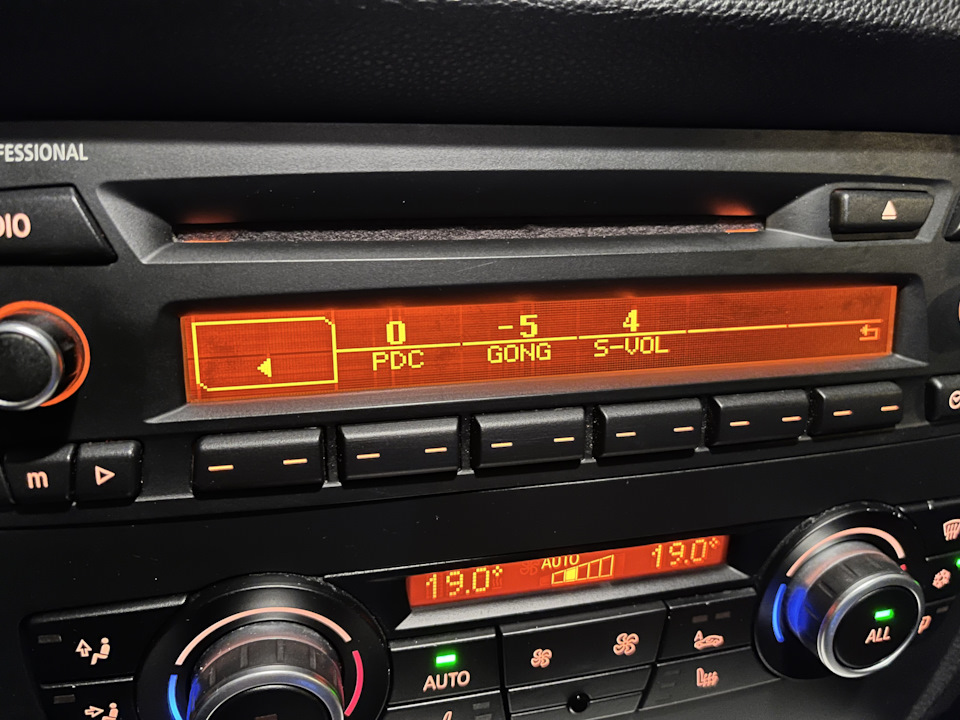 FESSIONAL
DIO
0 -5 4
PDC GONG S-VOL
m
19.0° AUTO 19.0°
AUTO
ALL